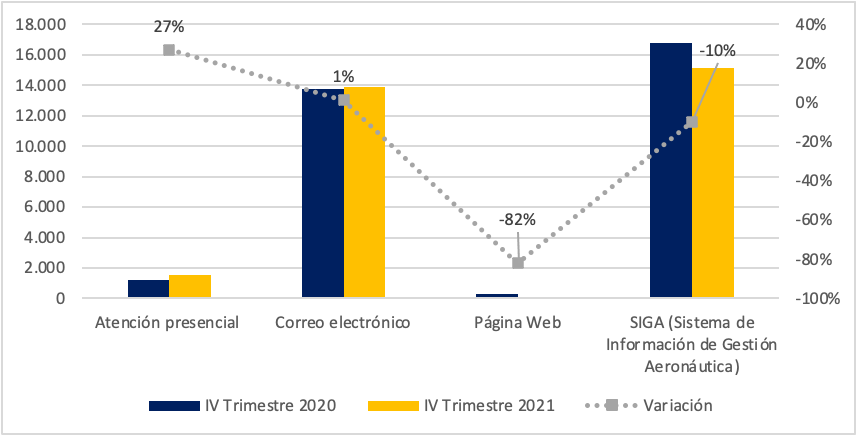 18.000
16.000
14.000
12.000
10.000
8.000
6.000
4.000
2.000
0
40%
20%
0%
-20%
-40%
-60%
-80%
-100%
27%
1%
-82%
-10%
Atención presencial
Correo electrónico
Página Web
SIGA (Sistema de
Información de Gestión
Aeronáutica)
IV Trimestre 2020
IV Trimestre 2021
Variación